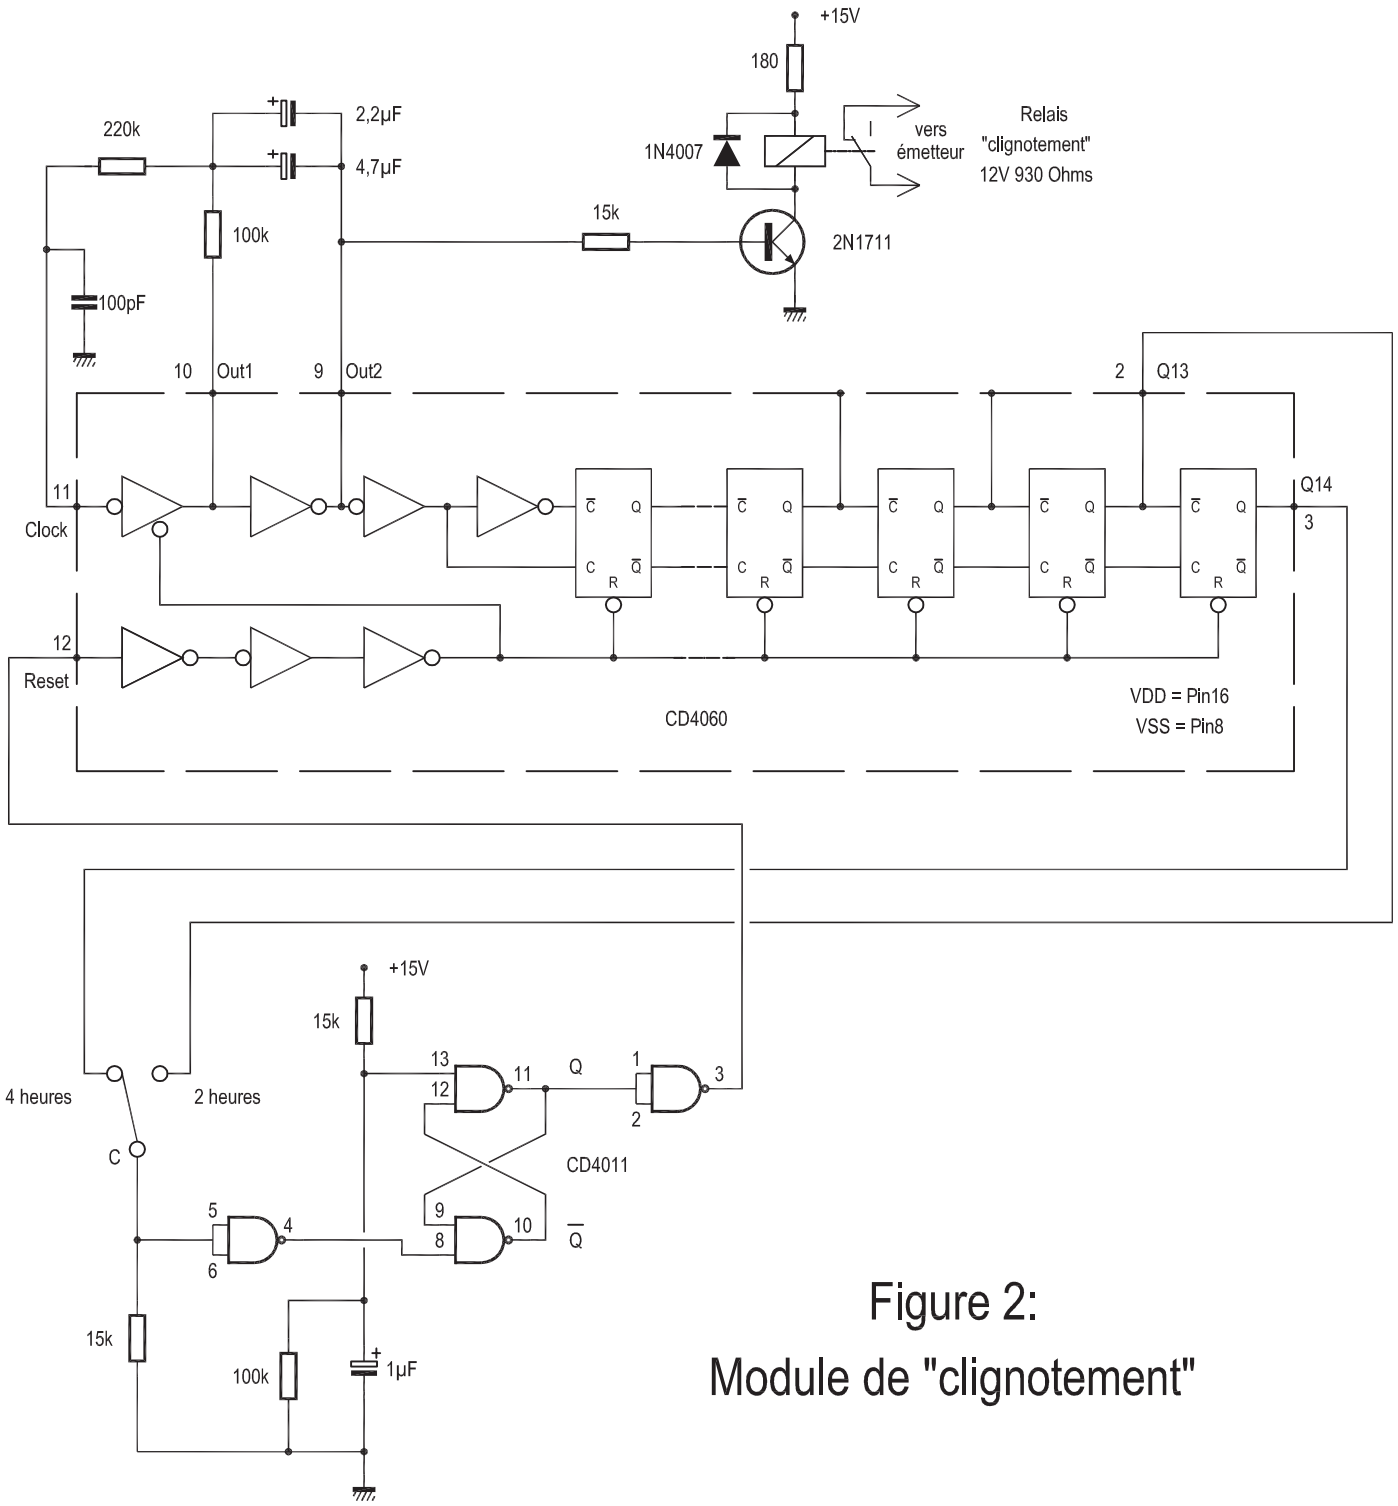 +15V
180
+
2,2µF
220k
+
4,7µF
1N4007
I
vers
émetteur
Relais
"clignotement"
12V 930 Ohms
100k
15k
2N1711
100pF
10
Out1
9
Out2
2
Q13
11
Clock
C
Q
C
Q
C
Q
C
Q
C
Q
Q14
3
C
Q
C
Q
C
Q
C
Q
C
Q
R
R
R
R
R
12
Reset
CD4060
VDD = Pin16
VSS = Pin8
+15V
15k
13
12
11
Q
1
2
3
4 heures
2 heures
C
CD4011
5
6
4
9
8
10
Q
15k
100k
+
1µF
Figure 2:
Module de "clignotement"